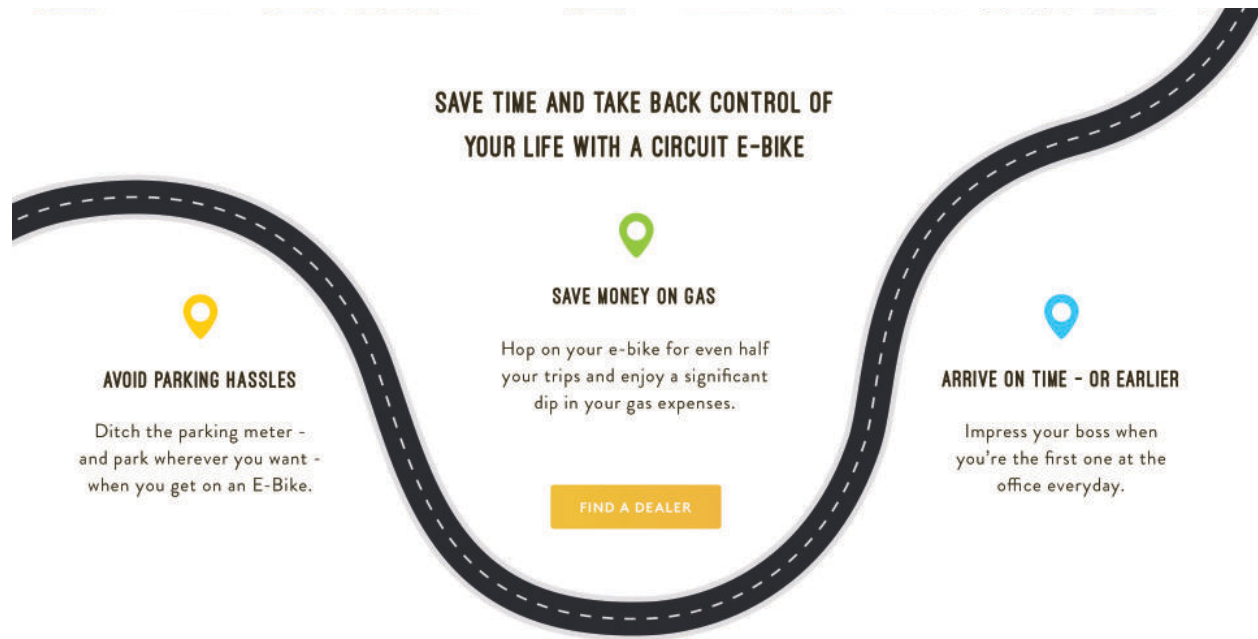 SAVE TIME AND TAKE BACK CONTROL OF
YOUR LIFE WITH A CIRCUIT E-BIKE
AVOID PARKING HASSLES
Ditch the parking meter -
and park wherever you want -
when you get on an E-Bike.
SAVE MONEY ON GAS
Hop on your e-bike for even half
your trips and enjoy a significant
dip in your gas expenses.
FIND A DEALER
ARRIVE ON TIME - OR EARLIER
Impress your boss when
you're the first one at the
office everyday.